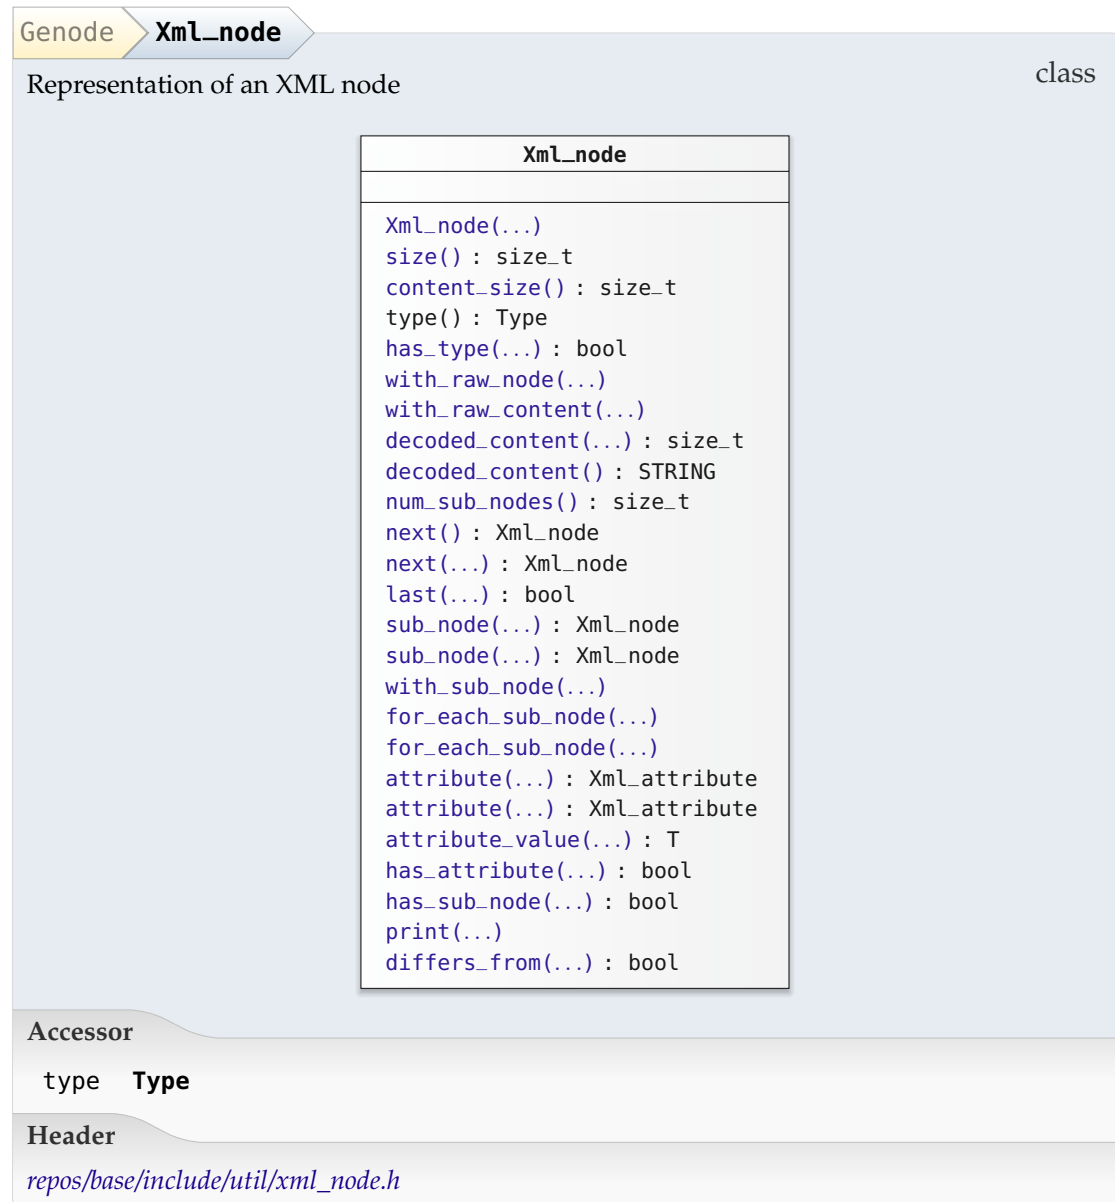 Genode Xml_node
class
Representation of an XML node
Xml_node
Xml_node(...)
size() : size_t
content_size() : size_t
type() : Type
has_type(...) : bool
with_raw_node(...)
with_raw_content(...)
decoded_content(...) : size_t
decoded_content() : STRING
num_sub_nodes() : size_t
next() : Xml_node
next(...) : Xml_node
last(...) : bool
sub_node(...) : Xml_node
sub_node(...) : Xml_node
with_sub_node(...)
for_each_sub_node(...)
for_each_sub_node(...)
attribute(...) : Xml_attribute
attribute(...) : Xml_attribute
attribute_value(...) : T
has_attribute(...) : bool
has_sub_node(...) : bool
print(...)
differs_from(...) : bool
Accessor
type Type
Header
repos/base/include/util/xml_node.h